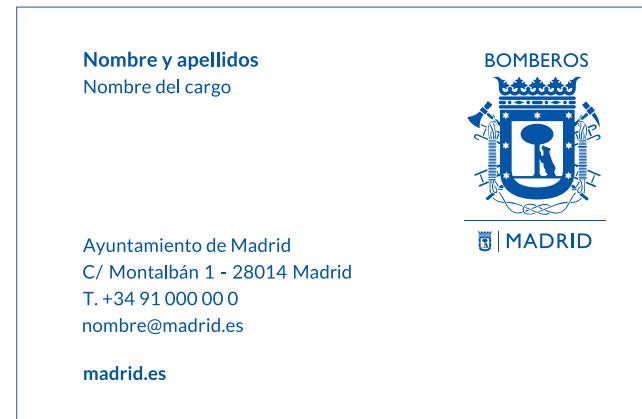 Nombre y apellidos
Nombre del cargo
BOMBEROS
MADRID
Ayuntamiento de Madrid
C/ Montalbán 1 - 28014 Madrid
T. +34 91 000 00 0
nombre@madrid.es
madrid.es